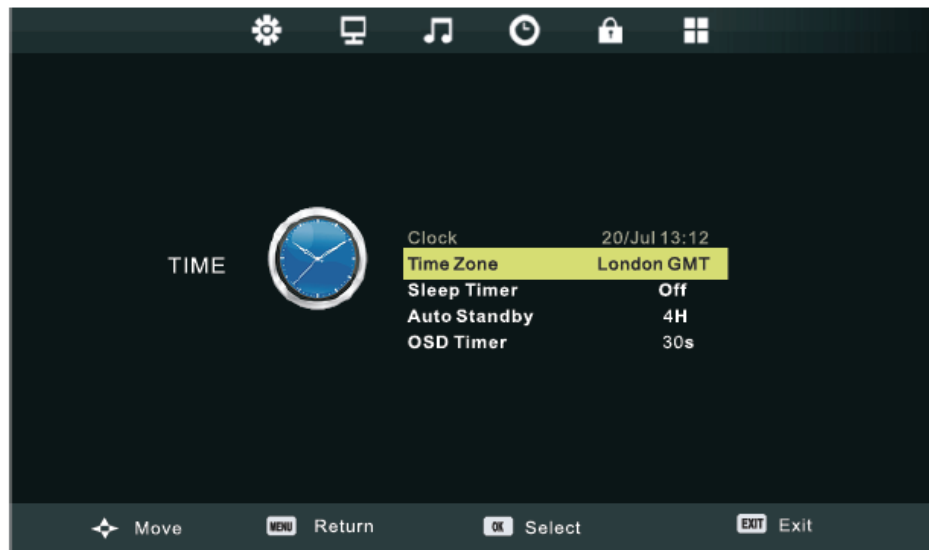 TIME
Clock 20/Jul 13:12
Time Zone London GMT
Sleep Timer Off
Auto Standby 4H
OSD Timer 30s
Move MENU Return OK Select EXIT Exit